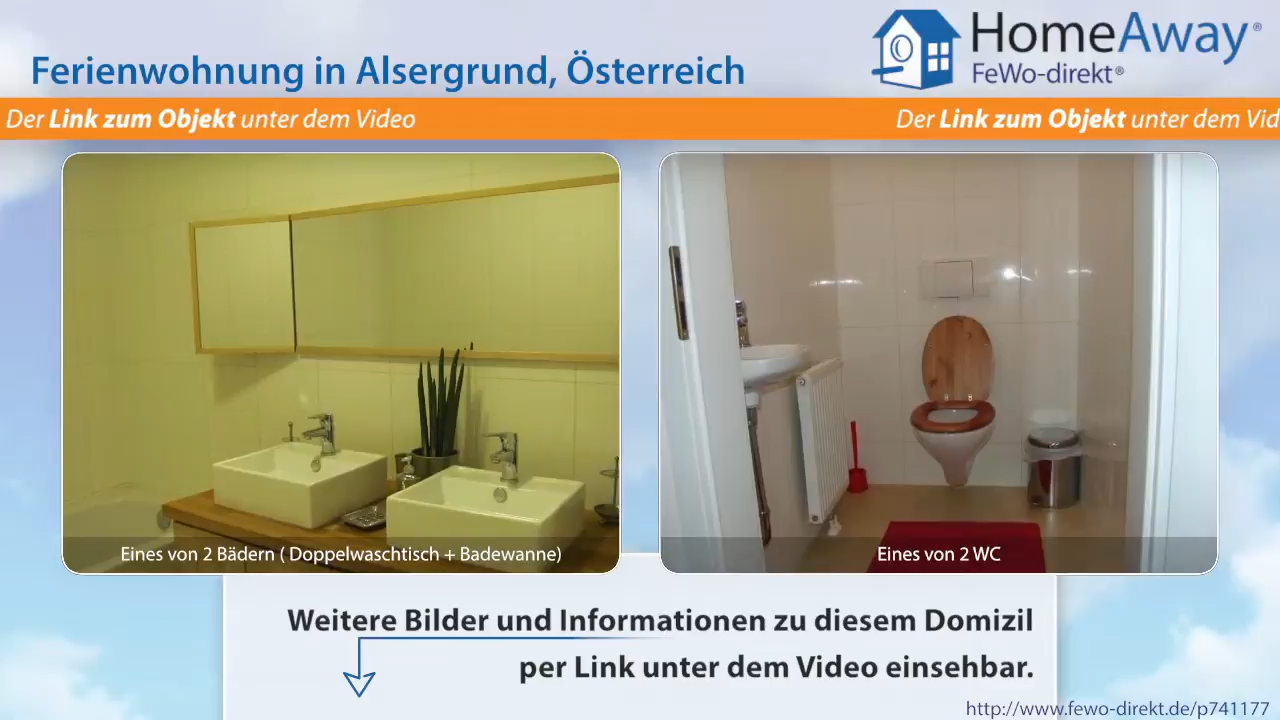 HomeAway®
FeWo-direkt®
Ferienwohnung in Alsergrund, Österreich
Der Link zum Objekt unter dem Video
Der Link zum Objekt unter dem Vid
Eines von 2 Bädern ( Doppelwaschtisch + Badewanne)
Eines von 2 WC
Weitere Bilder und Informationen zu diesem Domizil
per Link unter dem Video einsehbar.
http://www.fewo-direkt.de/p741177